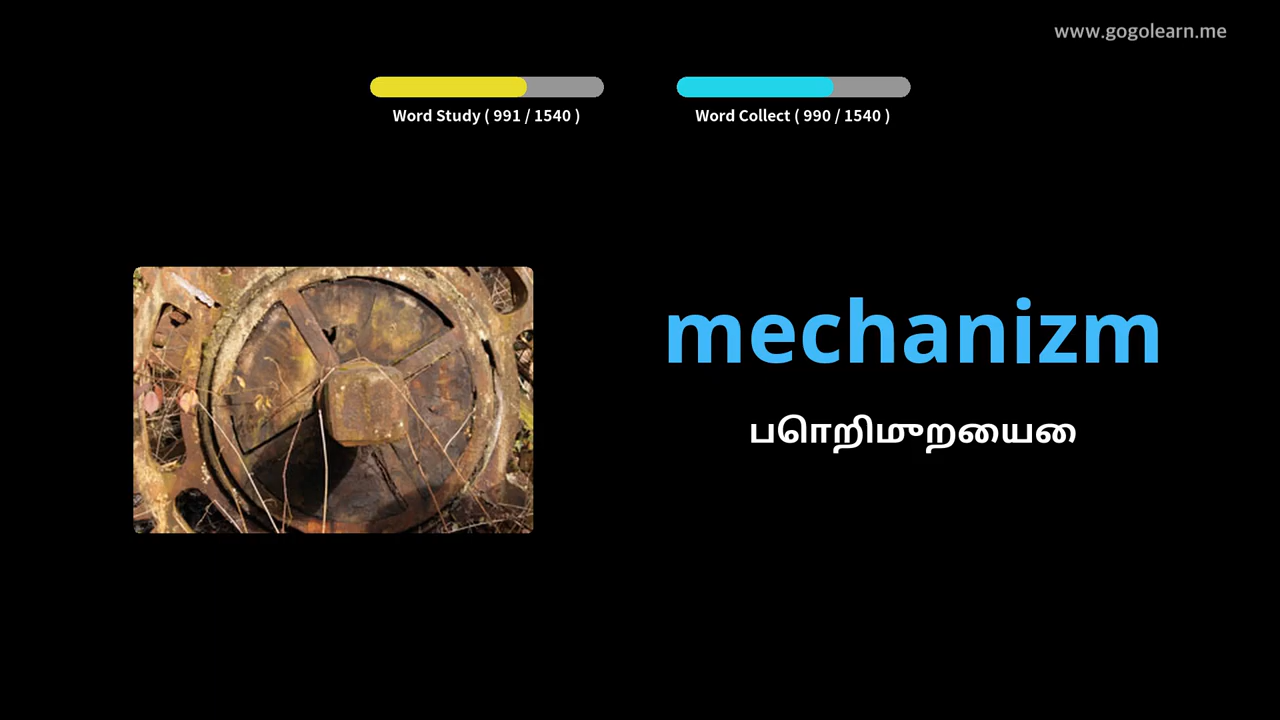 www.gogolearn.me
Word Study ( 991 / 1540 )
Word Collect ( 990 / 1540 )
mechanizm
பொறிமுறையை